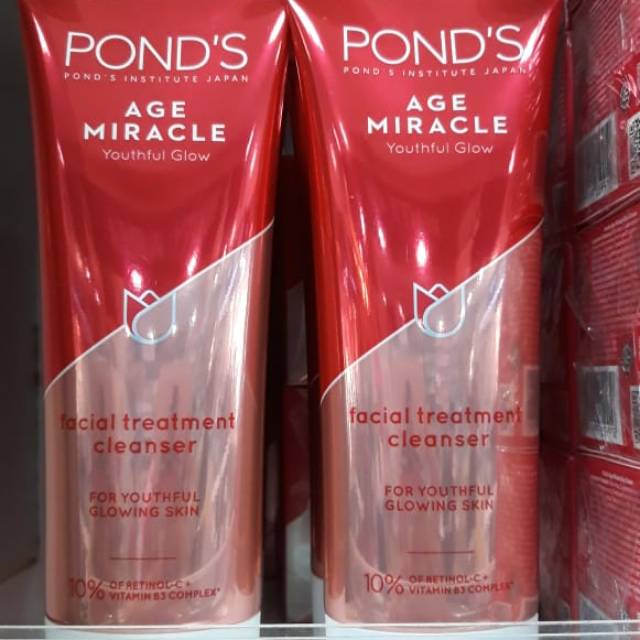 POND'S
POND'S INSTITUTE JAPAN
AGE
MIRACLE
Youthful Glow
facial treatment
cleanser
FOR YOUTHFUL
GLOWING SKIN
10% OF RETINOL-C +
VITAMIN B3 COMPLEX*
POND'S
POND'S INSTITUTE JAPAN
AGE
MIRACLE
Youthful Glow
facial treatment
cleanser
FOR YOUTHFUL
GLOWING SKIN
10% OF RETINOL-C +
VITAMIN B3 COMPLEX*